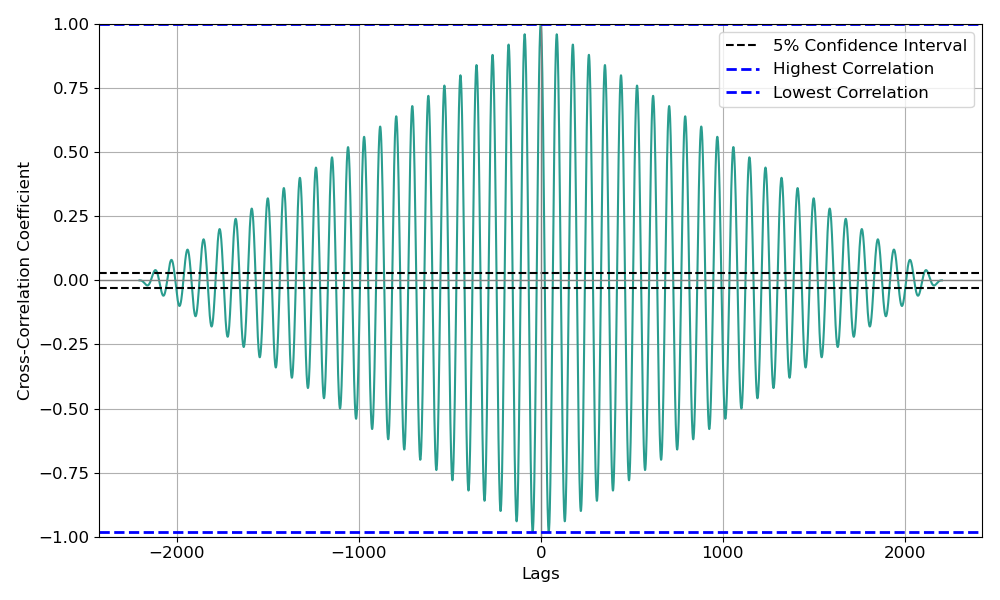 1.00
0.75
0.50
0.25
0.00
−0.25
−0.50
−0.75
−1.00
Cross-Correlation Coefficient
5% Confidence Interval
Highest Correlation
Lowest Correlation
−2000
−1000
0
1000
2000
Lags